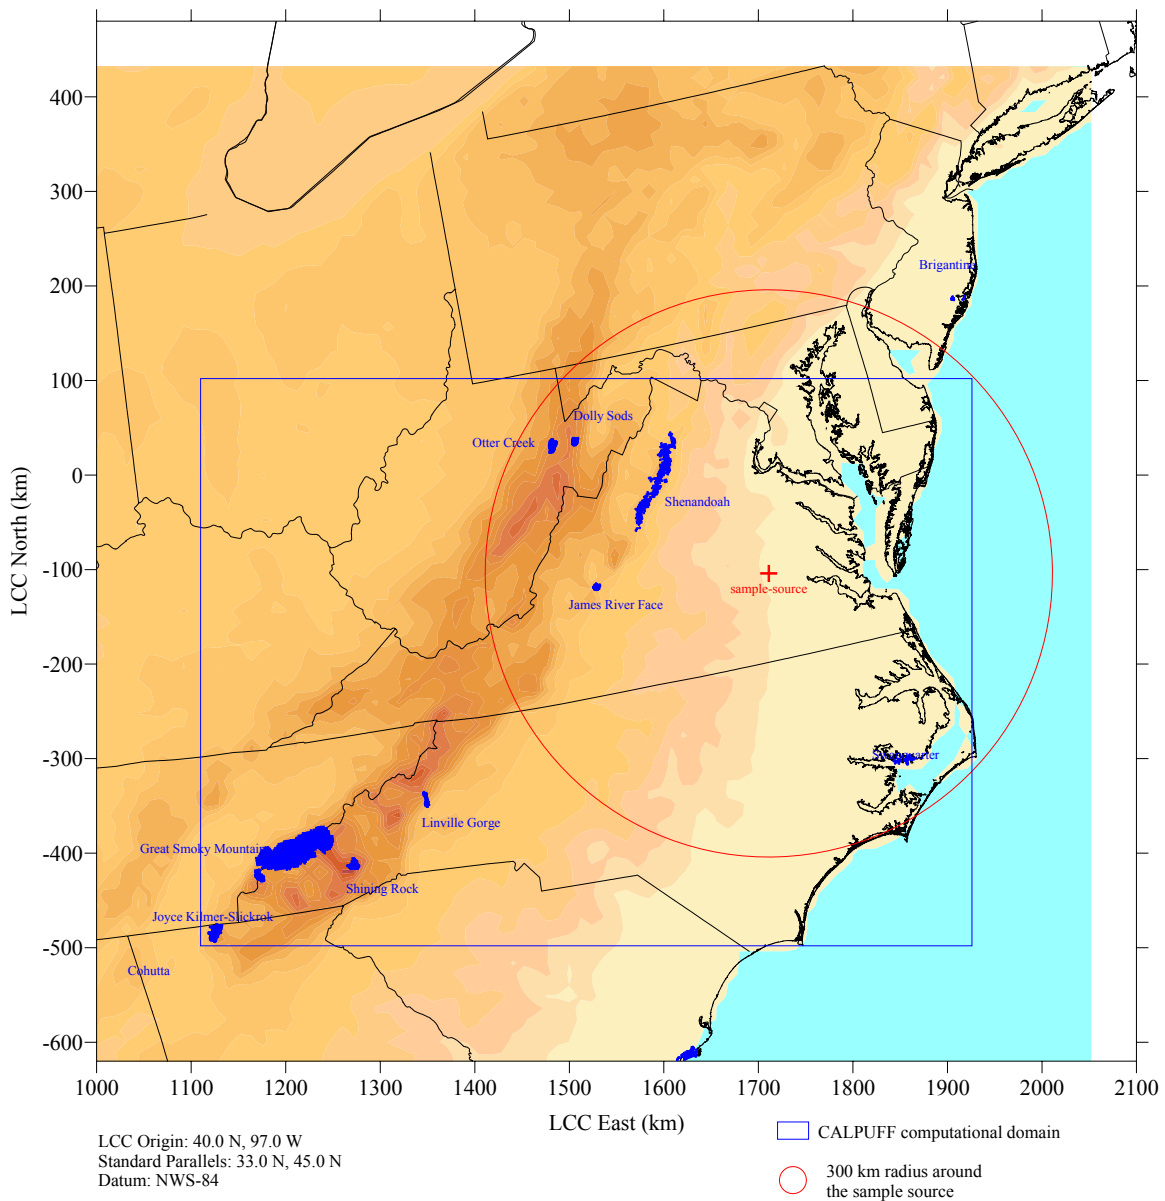 400
300
200
100
0
-100
-200
-300
-400
-500
-600
LCC North (km)
Brigantine
Dolly Sods
Otter Creek
Shenandoah
sample-source
James River Face
Swanquarter
Linville Gorge
Great Smoky Mountain
Shining Rock
Joyce Kilmer-Slickrok
Cohutta
1000 1100 1200 1300 1400 1500 1600 1700 1800 1900 2000 2100
LCC East (km)
LCC Origin: 40.0 N, 97.0 W
Standard Parallels: 33.0 N, 45.0 N
Datum: NWS-84
CALPUFF computational domain
300 km radius around
the sample source